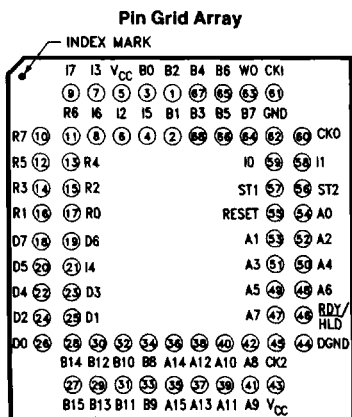 Pin Grid Array
INDEX MARK
I7 I3 VCC B0 B2 B4 B6 W0 CKI
9 7 5 3 1 67 65 63 61
R6 I6 I2 I5 B1 B3 B5 B7 GND
R7 10 11 8 6 4 2 68 66 64 62 60 CKO
R5 12 13 R4 I0 59 58 I1
R3 14 15 R2 ST1 57 56 ST2
R1 16 17 R0 RESET 55 54 A0
D7 18 19 D6 A1 53 52 A2
D5 20 21 I4 A3 51 50 A4
D4 22 23 D3 A5 49 48 A6
D2 24 25 D1 A7 47 46 RDY/HLD
D0 26 28 30 32 34 36 38 40 42 45 44 DGND
B14 B12 B10 B8 A14 A12 A10 A8 CK2
27 29 31 33 35 37 39 41 43
B15 B13 B11 B9 A15 A13 A11 A9 VCC